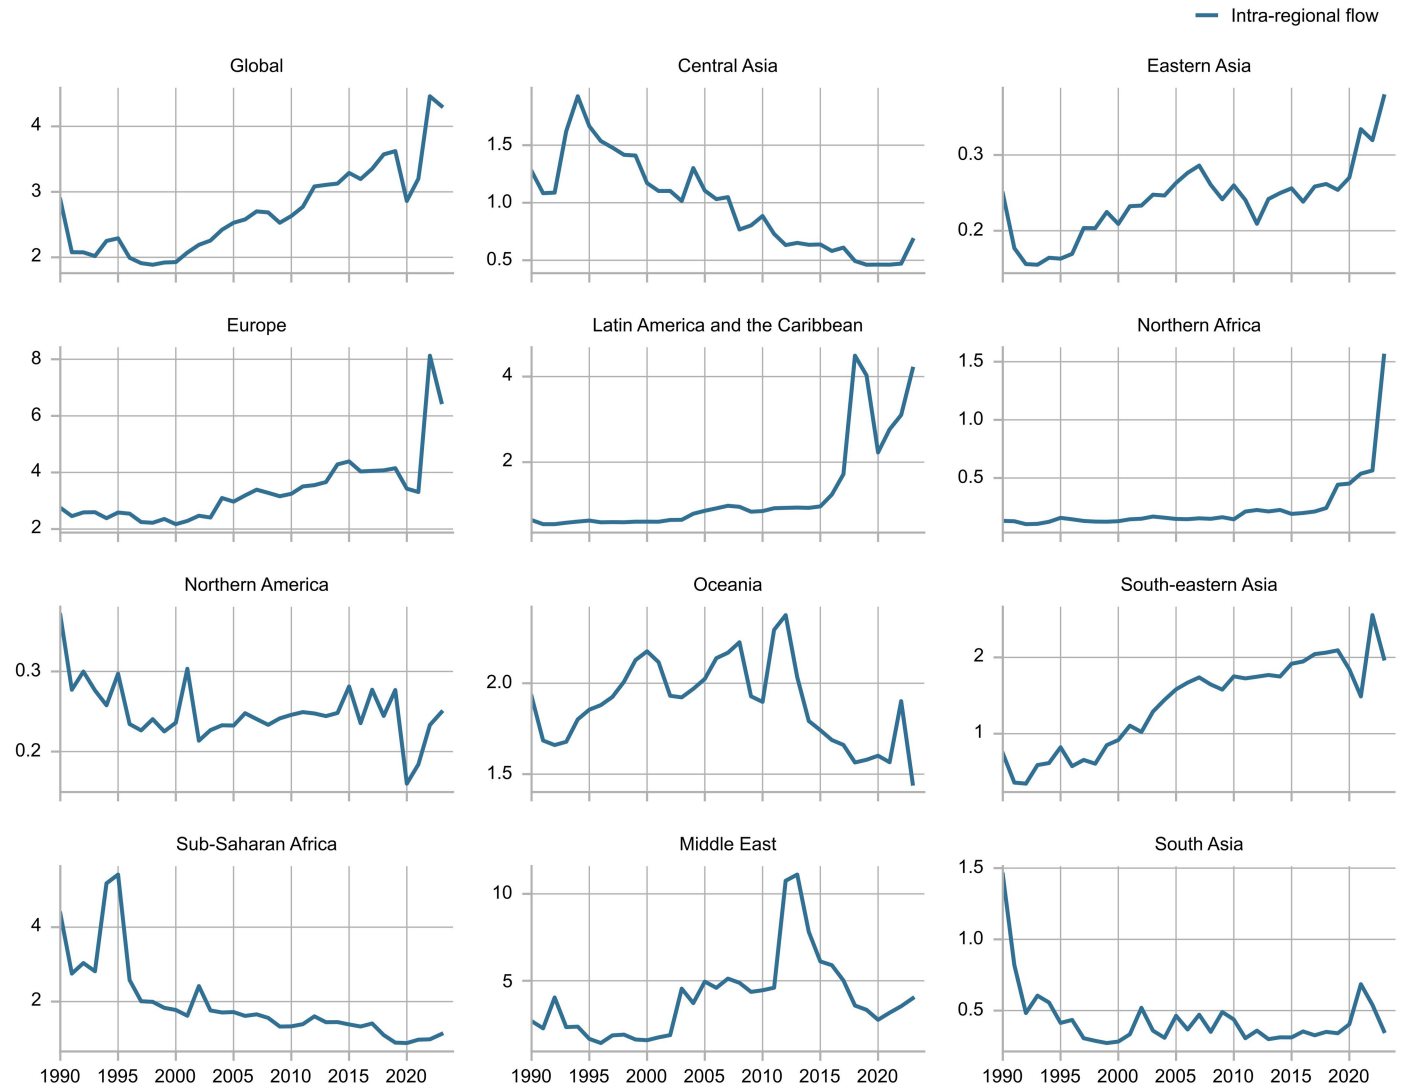 Intra-regional flow
Global
4
3
2
Central Asia
1.5
1.0
0.5
Eastern Asia
0.3
0.2
Europe
8
6
4
2
Latin America and the Caribbean
4
2
Northern Africa
1.5
1.0
0.5
Northern America
0.3
0.2
Oceania
2.0
1.5
South-eastern Asia
2
1
Sub-Saharan Africa
4
2
1990 1995 2000 2005 2010 2015 2020
Middle East
10
5
1990 1995 2000 2005 2010 2015 2020
South Asia
1.5
1.0
0.5
1990 1995 2000 2005 2010 2015 2020